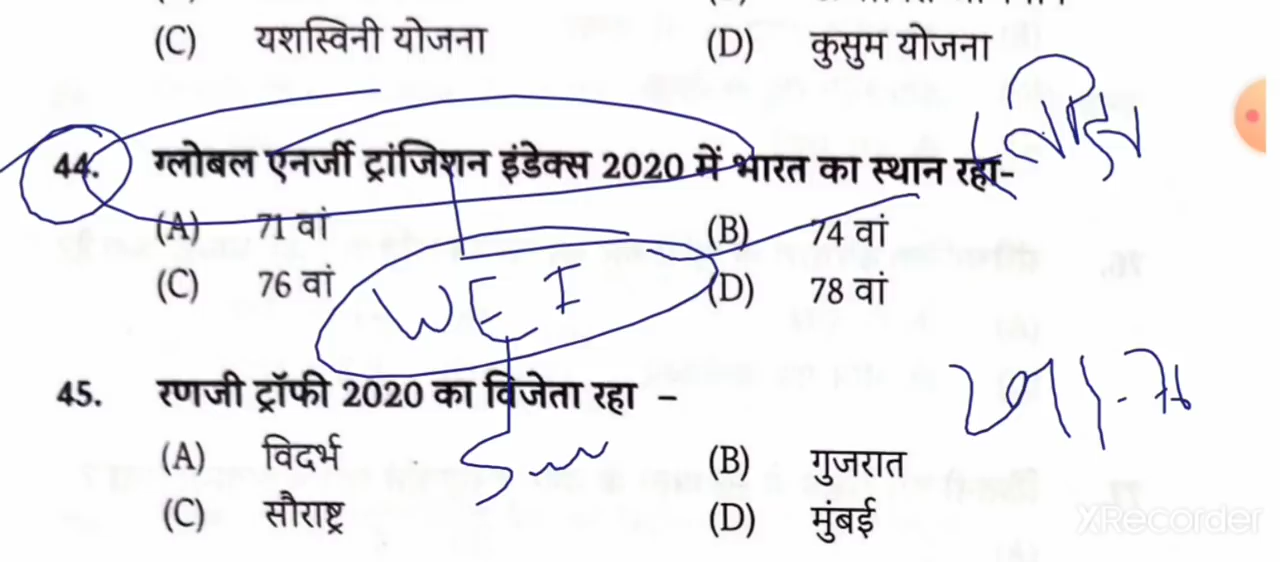 (C) यशस्विनी योजना (D) कुसुम योजना
44. ग्लोबल एनर्जी ट्रांजिशन इंडेक्स 2020 में भारत का स्थान रहा-
(A) 71 वां (B) 74 वां
(C) 76 वां (D) 78 वां
WEF
45. रणजी ट्रॉफी 2020 का विजेता रहा -
(A) विदर्भ (B) गुजरात
(C) सौराष्ट्र (D) मुंबई
XRecorder